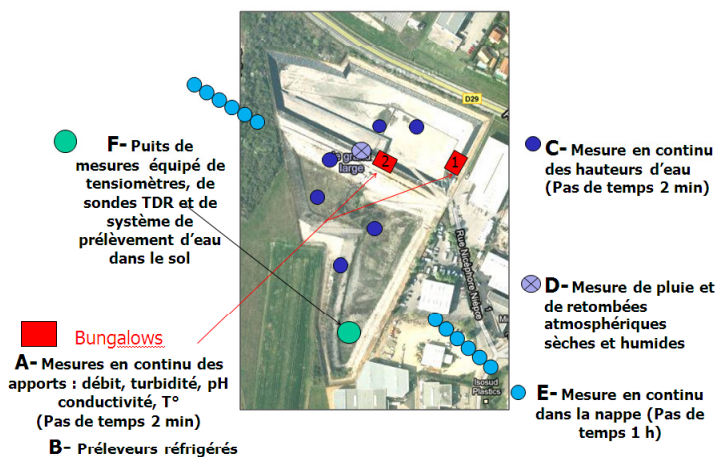 D29
F- Puits de
mesures équipé de
tensiomètres, de
sondes TDR et de
système de
prélèvement d'eau
dans le sol
2
1
large
C- Mesure en continu
des hauteurs d'eau
(Pas de temps 2 min)
Rue Nicéphore Niépce
D- Mesure de pluie et
de retombées
atmosphériques
sèches et humides
Bungalows
A- Mesures en continu des
apports : débit, turbidité, pH
conductivité, T°
(Pas de temps 2 min)
B- Préleveurs réfrigérés
Isosud
Plastics
E- Mesure en continu
dans la nappe (Pas de
temps 1 h)